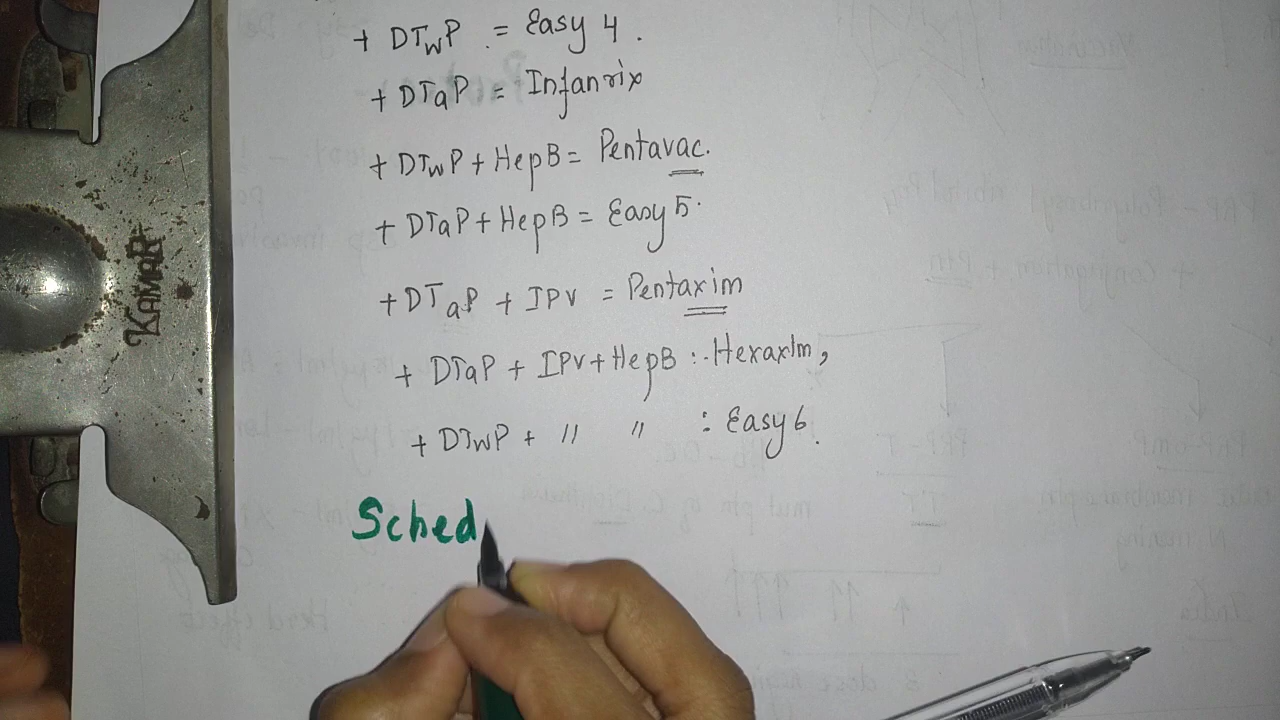 + DTwP = Easy 4.
+ DTaP = Infanrix
+ DTwP + HepB = Pentavac.
+ DTaP + HepB = Easy 5.
+ DTaP + IPV = Pentaxim
+ DTaP + IPV + HepB :- Hexaxim,
+ DTwP + " " : Easy 6.
Sched
KAMAR